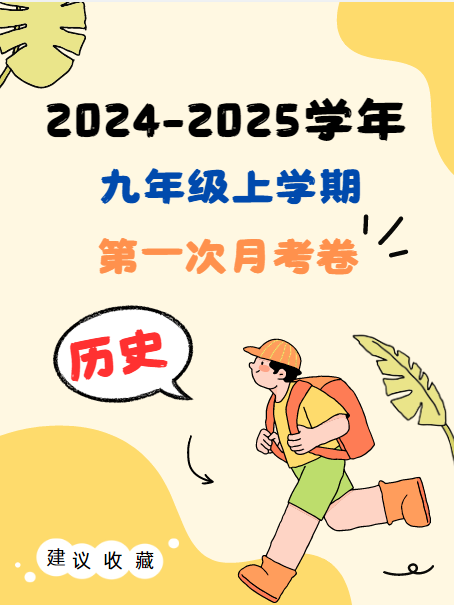 2024-2025学年
九年级上学期
第一次月考卷
历史
建议收藏